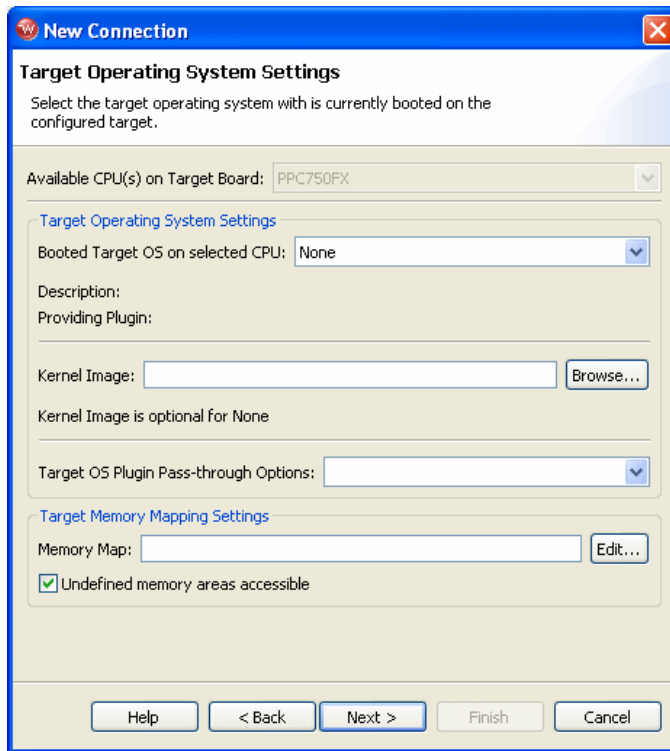 New Connection
Target Operating System Settings
Select the target operating system with is currently booted on the
configured target.
Available CPU(s) on Target Board: PPC750FX
Target Operating System Settings
Booted Target OS on selected CPU: None
Description:
Providing Plugin:
Kernel Image: Browse...
Kernel Image is optional for None
Target OS Plugin Pass-through Options:
Target Memory Mapping Settings
Memory Map: Edit...
Undefined memory areas accessible
Help < Back Next > Finish Cancel